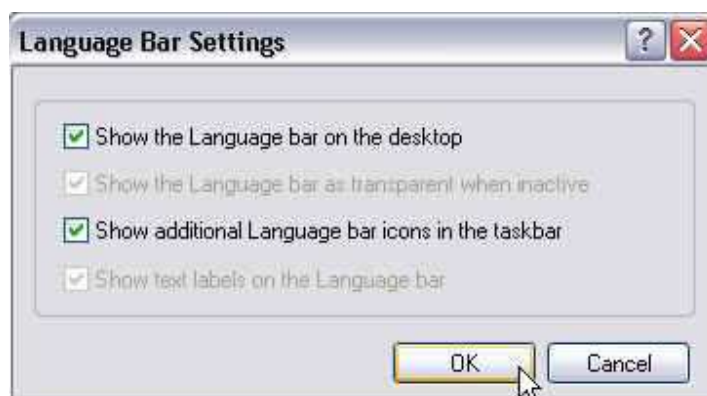 Language Bar Settings
Show the Language bar on the desktop
Show the Language bar as transparent when inactive
Show additional Language bar icons in the taskbar
Show text labels on the Language bar
OK Cancel